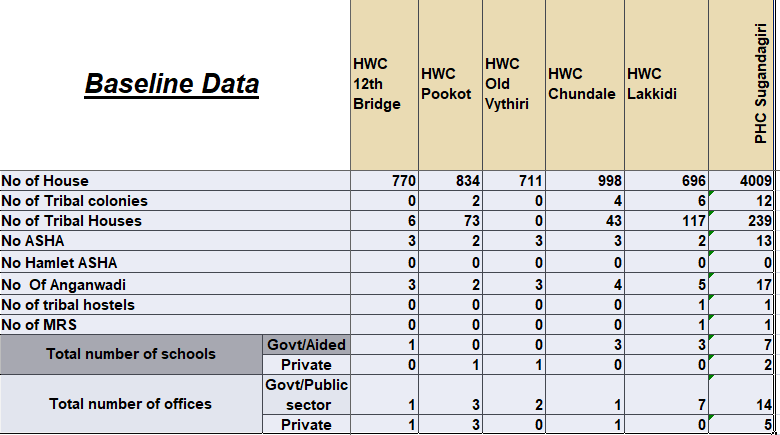 Baseline Data
HWC 12th Bridge
HWC Pookot
HWC Old Vythiri
HWC Chundale
HWC Lakkidi
PHC Sugandagiri
No of House 770 834 711 998 696 4009
No of Tribal colonies 0 2 0 4 6 12
No of Tribal Houses 6 73 0 43 117 239
No ASHA 3 2 3 3 2 13
No Hamlet ASHA 0 0 0 0 0 0
No Of Anganwadi 3 2 3 4 5 17
No of tribal hostels 0 0 0 0 1 1
No of MRS 0 0 0 0 1 1
Total number of schools Govt/Aided 1 0 0 3 3 7
Private 0 1 1 0 0 2
Total number of offices Govt/Public sector 1 3 2 1 7 14
Private 1 3 0 1 0 5